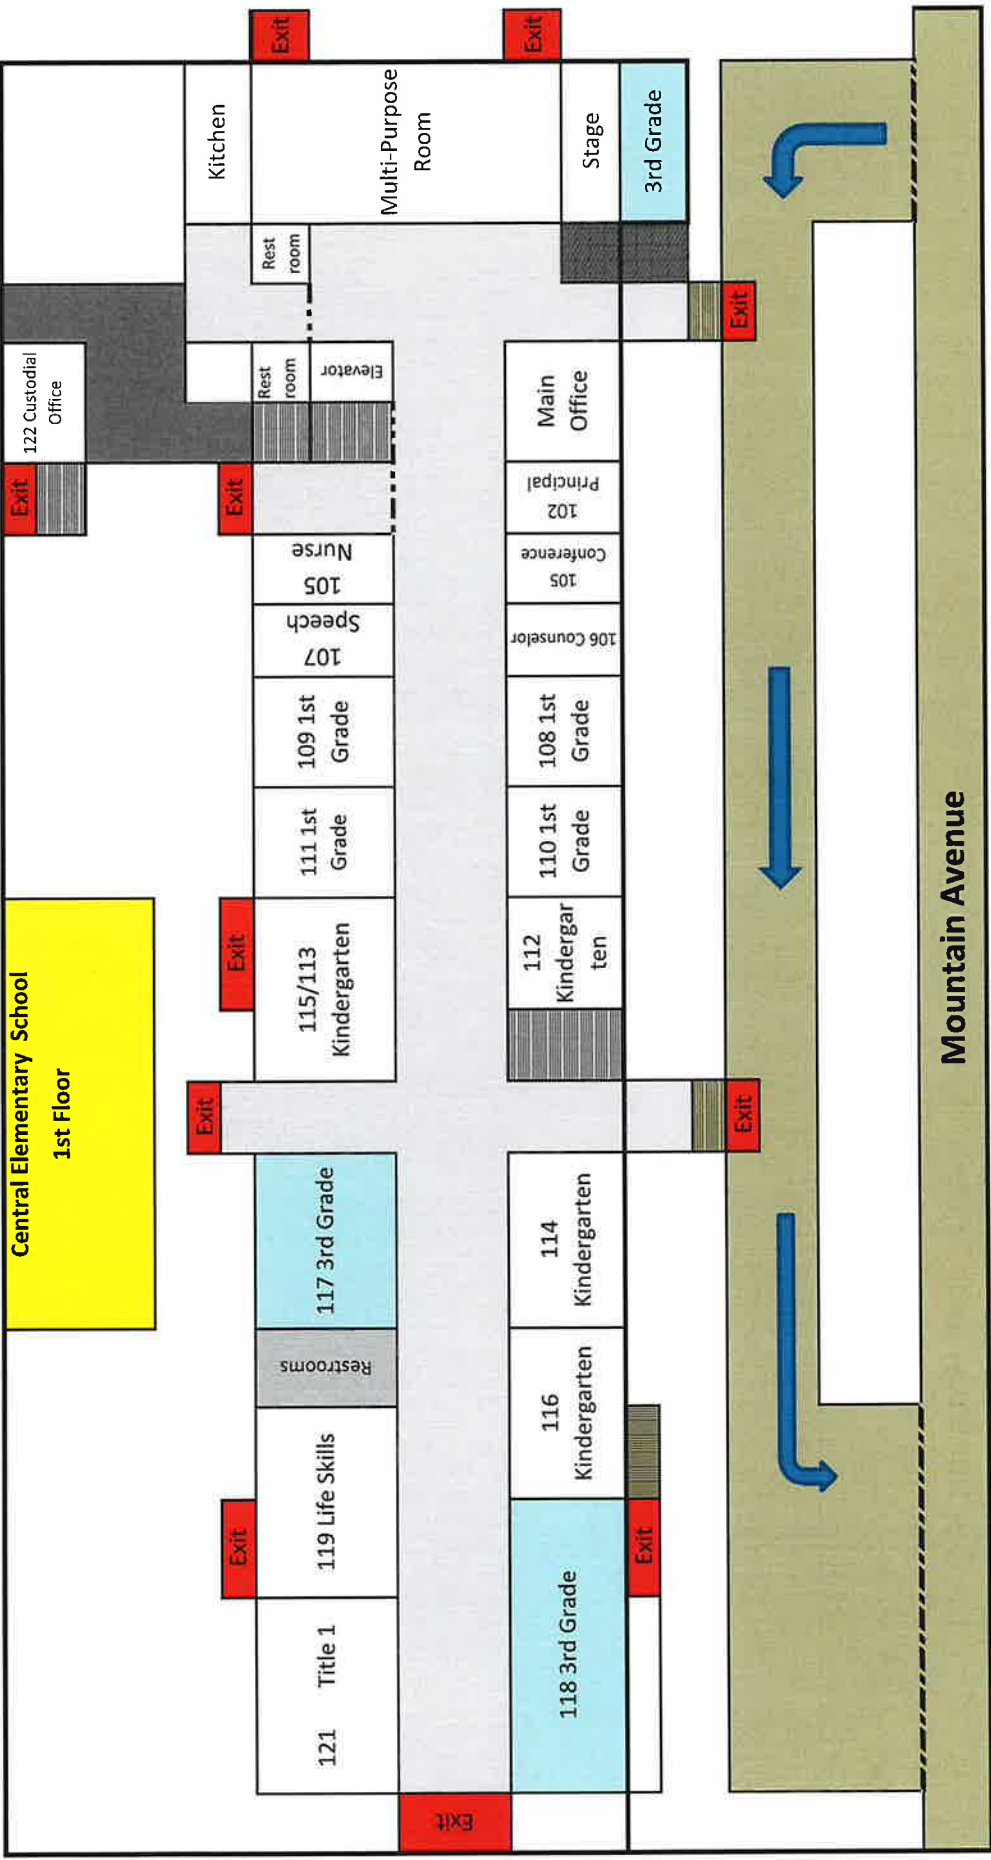 Central Elementary School
1st Floor
121 Title 1
119 Life Skills
Restrooms
117 3rd Grade
115/113
Kindergarten
111 1st
Grade
109 1st
Grade
107
Speech
105
Nurse
Rest
room
Elevator
Rest
room
122 Custodial
Office
Kitchen
Multi-Purpose
Room
Stage
3rd Grade
118 3rd Grade
116
Kindergarten
114
Kindergarten
112
Kindergar
ten
110 1st
Grade
108 1st
Grade
106 Counselor
105
Conference
102
Principal
Main
Office
Exit
Exit
Exit
Exit
Exit
Exit
Exit
Exit
Exit
Exit
Exit
Mountain Avenue